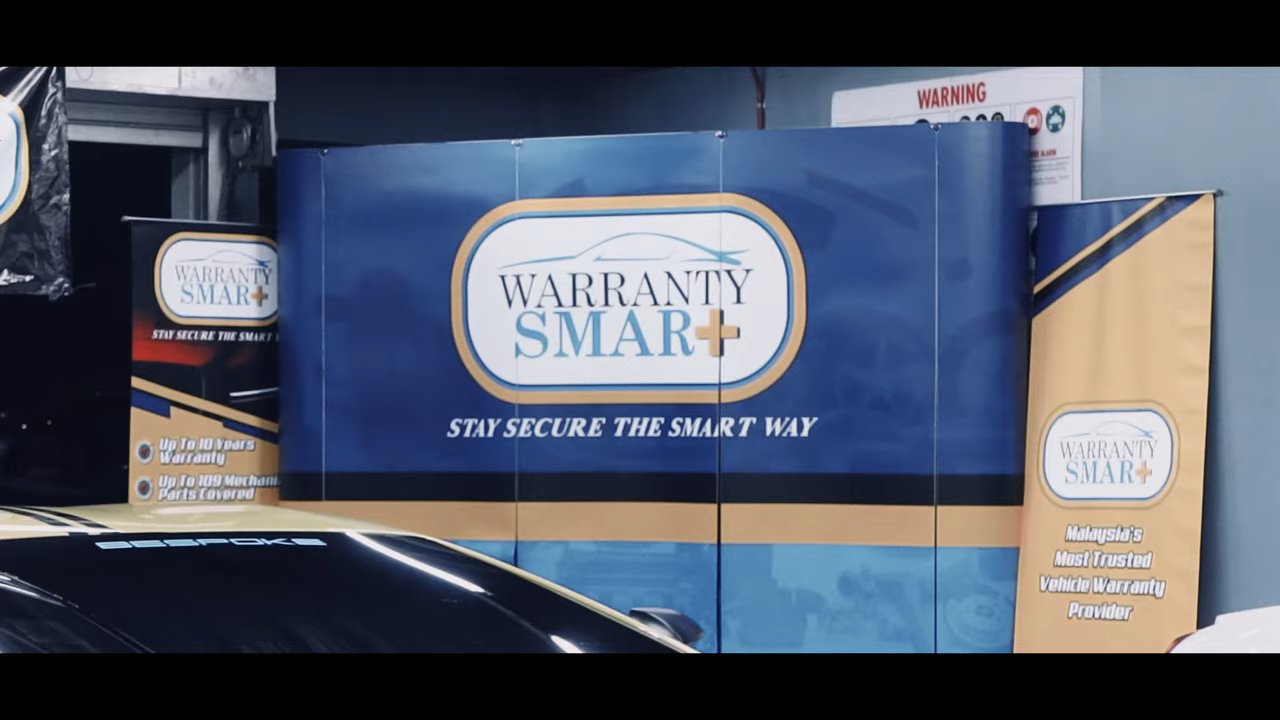 WARNING
WARRANTY
SMAR+
STAY SECURE THE SMART WAY
WARRANTY
SMAR+
STAY SECURE THE SMART
Up To 10 Years
Warranty
Up To 109 Mechani
Parts Covered
WARRANTY
SMAR+
Malaysia's
Most Trusted
Vehicle Warranty
Provider
BESPOKE